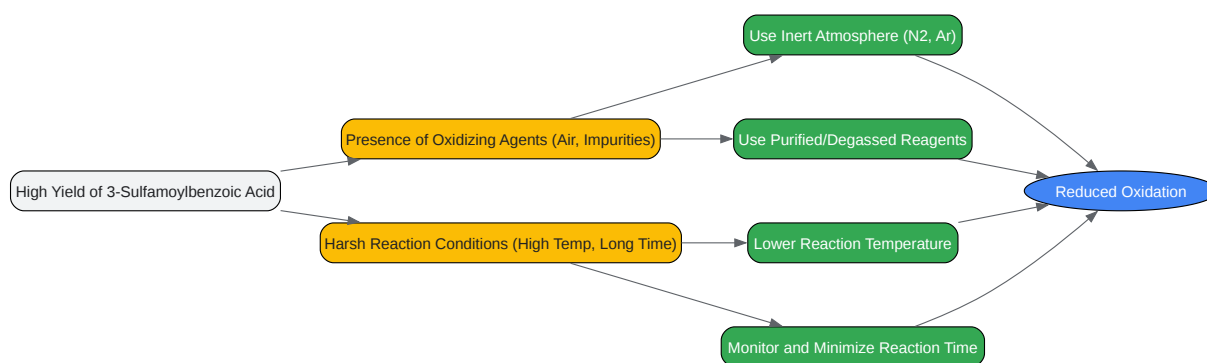 High Yield of 3-Sulfamoylbenzoic Acid
Presence of Oxidizing Agents (Air, Impurities)
Harsh Reaction Conditions (High Temp, Long Time)
Use Inert Atmosphere (N2, Ar)
Use Purified/Degassed Reagents
Lower Reaction Temperature
Monitor and Minimize Reaction Time
Reduced Oxidation